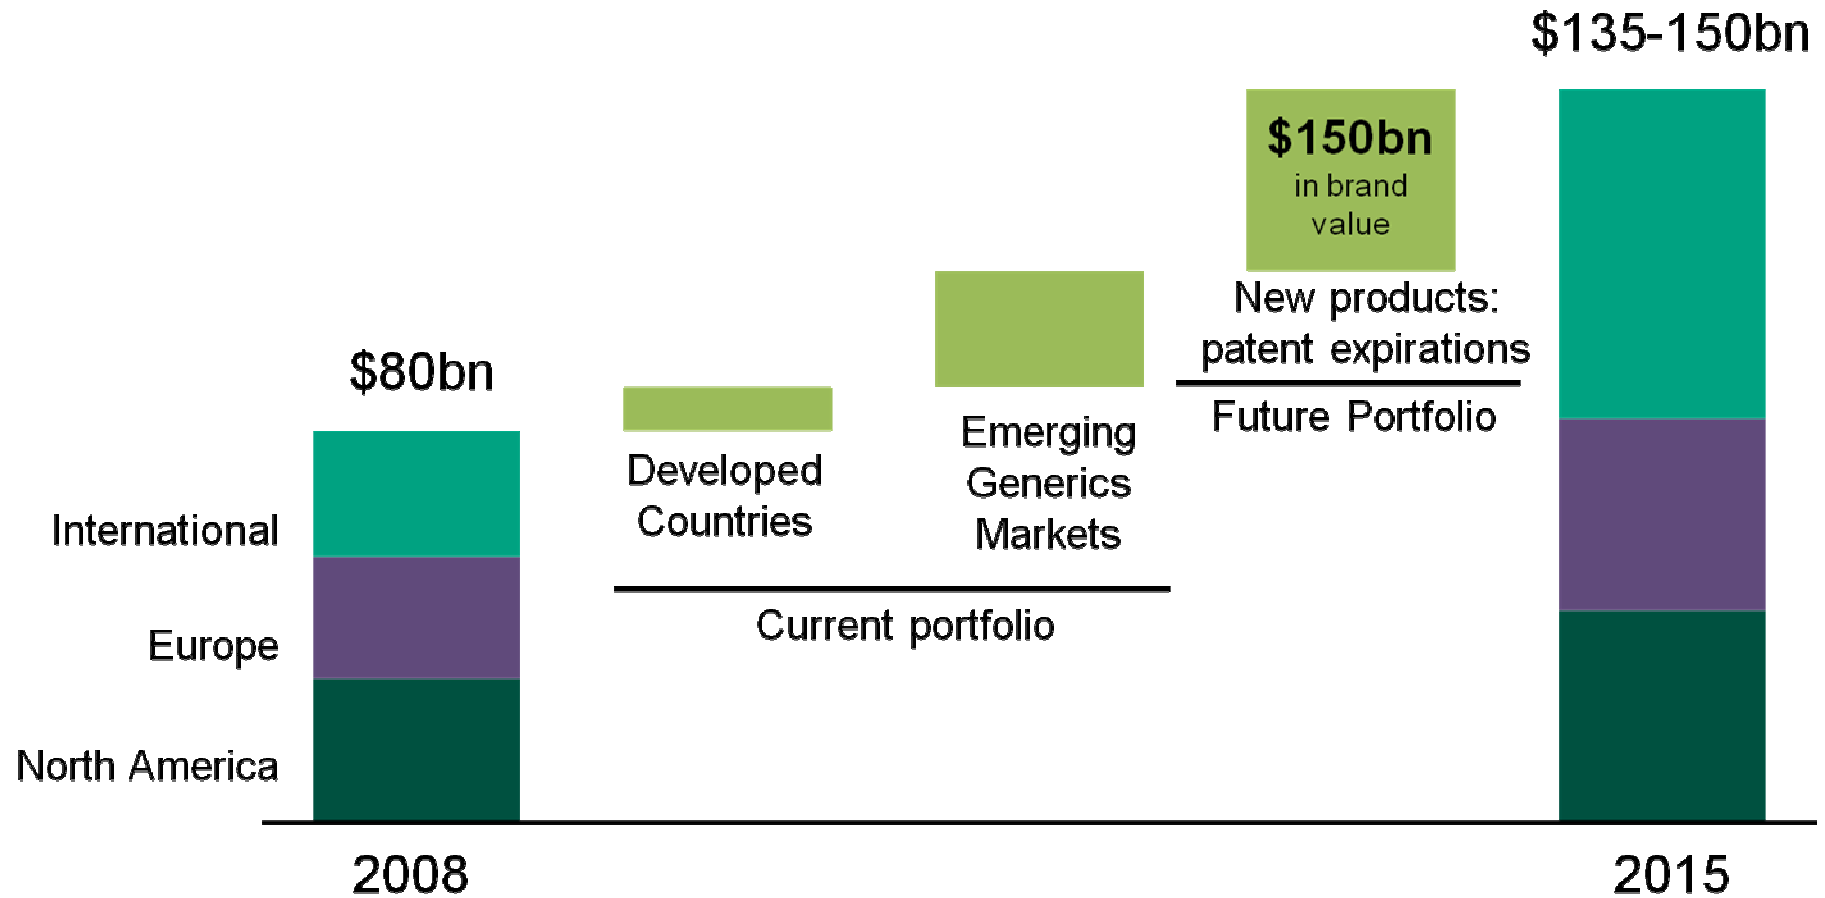 $135-150bn
$150bn
in brand
value
New products:
patent expirations
Future Portfolio
$80bn
Emerging
Generics
Markets
Developed
Countries
Current portfolio
International
Europe
North America
2008
2015